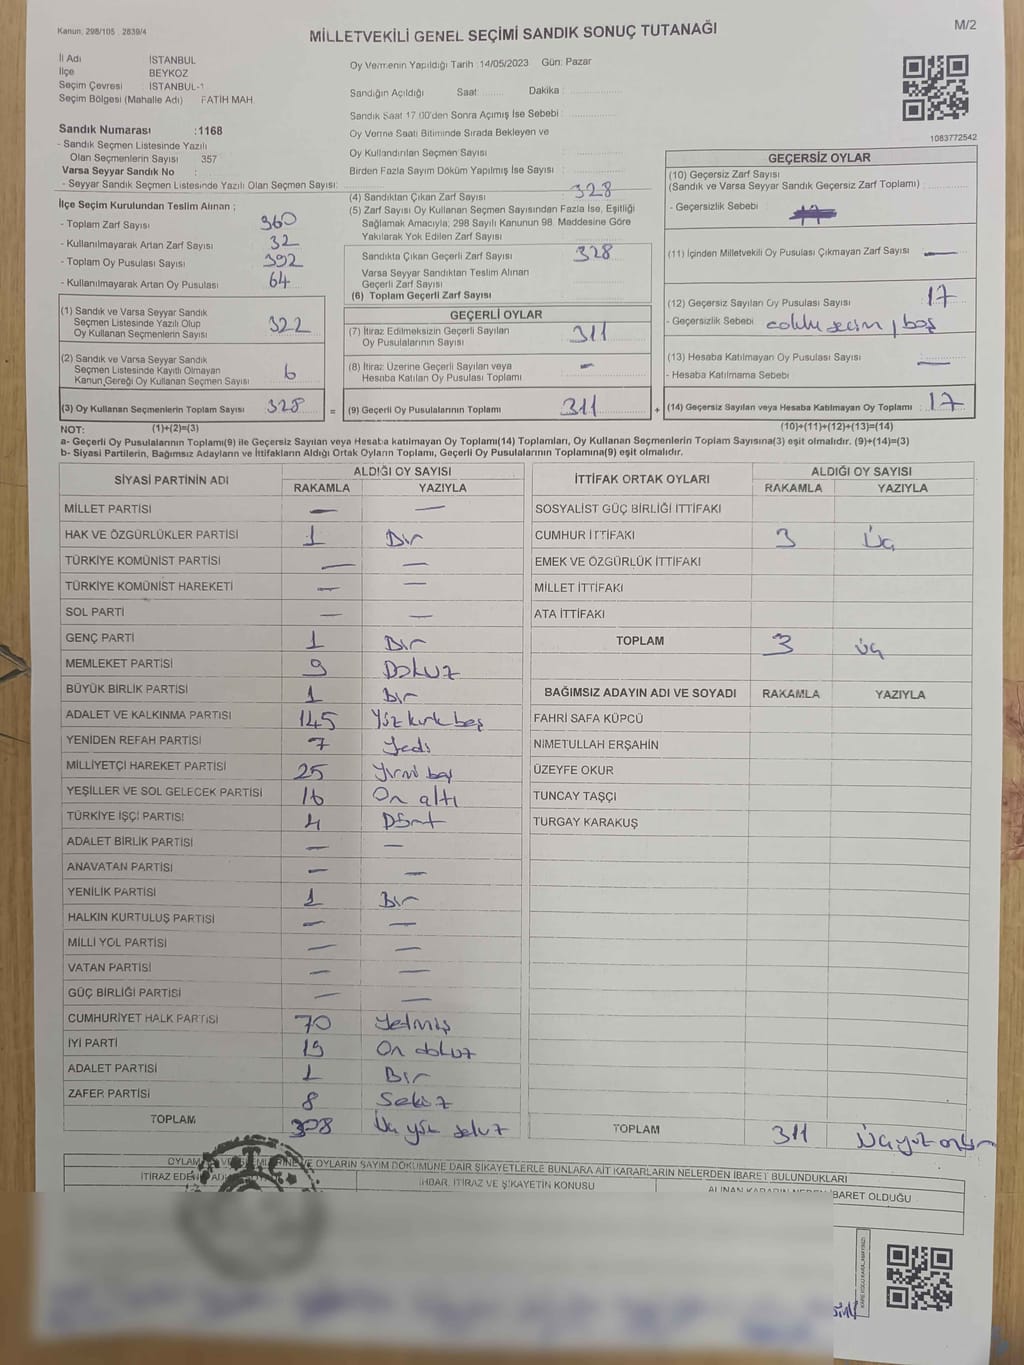 Kanun, 298/105 2839/4
MİLLETVEKİLİ GENEL SEÇİMİ SANDIK SONUÇ TUTANAĞI
M/2
İl Adı İSTANBUL
İlçe BEYKOZ
Seçim Çevresi : İSTANBUL-1
Seçim Bölgesi (Mahalle Adı) FATİH MAH.
Sandık Numarası :1168
- Sandık Seçmen Listesinde Yazılı
Olan Seçmenlerin Sayısı 357
Varsa Seyyar Sandık No :
- Seyyar Sandık Seçmen Listesinde Yazılı Olan Seçmen Sayısı:
İlçe Seçim Kurulundan Teslim Alınan ;
- Toplam Zarf Sayısı 360
- Kullanılmayarak Artan Zarf Sayısı 32
- Toplam Oy Pusulası Sayısı 392
- Kullanılmayarak Artan Oy Pusulası 64
(1) Sandık ve Varsa Seyyar Sandık
Seçmen Listesinde Yazılı Olup
Oy Kullanan Seçmenlerin Sayısı 322
(2) Sandık ve Varsa Seyyar Sandık
Seçmen Listesinde Kayıtlı Olmayan
Kanun Gereği Oy Kullanan Seçmen Sayısı 6
(3) Oy Kullanan Seçmenlerin Toplam Sayısı 328 =
Oy Vermenin Yapıldığı Tarih :14/05/2023 Gün: Pazar
Sandığın Açıldığı Saat ........ Dakika : ........
Sandık Saat 17:00'den Sonra Açımış İse Sebebi :
Oy Verme Saati Bitiminde Sırada Bekleyen ve
Oy Kullandırılan Seçmen Sayısı
Birden Fazla Sayım Döküm Yapılmış İse Sayısı :
(4) Sandıktan Çıkan Zarf Sayısı 328
(5) Zarf Sayısı Oy Kullanan Seçmen Sayısından Fazla İse, Eşitliği
Sağlamak Amacıyla; 298 Sayılı Kanunun 98. Maddesine Göre
Yakılarak Yok Edilen Zarf Sayısı
Sandıkta Çıkan Geçerli Zarf Sayısı 328
Varsa Seyyar Sandıktan Teslim Alınan
Geçerli Zarf Sayısı
(6) Toplam Geçerli Zarf Sayısı
GEÇERLİ OYLAR
(7) İtiraz Edilmeksizin Geçerli Sayılan
Oy Pusulalarının Sayısı 311
(8) İtiraz Üzerine Geçerli Sayılan veya
Hesaba Katılan Oy Pusulası Toplamı -
(9) Geçerli Oy Pusulalarının Toplamı 311 +
1083772542
GEÇERSİZ OYLAR
(10) Geçersiz Zarf Sayısı
(Sandık ve Varsa Seyyar Sandık Geçersiz Zarf Toplamı) :
- Geçersizlik Sebebi
(11) İçinden Milletvekili Oy Pusulası Çıkmayan Zarf Sayısı -
(12) Geçersiz Sayılan Oy Pusulası Sayısı 17
- Geçersizlik Sebebi seçim, boş
(13) Hesaba Katılmayan Oy Pusulası Sayısı -
- Hesaba Katılmama Sebebi
(14) Geçersiz Sayılan veya Hesaba Katılmayan Oy Toplamı 17
NOT: (1)+(2)=(3) (10)+(11)+(12)+(13)=(14)
a- Geçerli Oy Pusulalarının Toplamı(9) ile Geçersiz Sayılan veya Hesaba katılmayan Oy Toplamı(14) Toplamları, Oy Kullanan Seçmenlerin Toplam Sayısına(3) eşit olmalıdır. (9)+(14)=(3)
b- Siyasi Partilerin, Bağımsız Adayların ve İttifakların Aldığı Ortak Oyların Toplamı, Geçerli Oy Pusulalarının Toplamına(9) eşit olmalıdır.
SİYASİ PARTİNİN ADI ALDIĞI OY SAYISI
RAKAMLA YAZIYLA
MİLLET PARTİSİ - -
HAK VE ÖZGÜRLÜKLER PARTİSİ 1 Bir
TÜRKİYE KOMÜNİST PARTİSİ - -
TÜRKİYE KOMÜNİST HAREKETİ - -
SOL PARTİ - -
GENÇ PARTİ 1 Bir
MEMLEKET PARTİSİ 9 Dokuz
BÜYÜK BİRLİK PARTİSİ 1 Bir
ADALET VE KALKINMA PARTİSİ 145 Yüz kırk beş
YENİDEN REFAH PARTİSİ 7 Yedi
MİLLİYETÇİ HAREKET PARTİSİ 25 Yirmi beş
YEŞİLLER VE SOL GELECEK PARTİSİ 16 On altı
TÜRKİYE İŞÇİ PARTİSİ 4 Dört
ADALET BİRLİK PARTİSİ - -
ANAVATAN PARTİSİ - -
YENİLİK PARTİSİ 1 Bir
HALKIN KURTULUŞ PARTİSİ - -
MİLLİ YOL PARTİSİ - -
VATAN PARTİSİ - -
GÜÇ BİRLİĞİ PARTİSİ - -
CUMHURİYET HALK PARTİSİ 70 Yetmiş
İYİ PARTİ 19 On dokuz
ADALET PARTİSİ 1 Bir
ZAFER PARTİSİ 8 Sekiz
TOPLAM 308 Üç yüz sekiz
İTTİFAK ORTAK OYLARI ALDIĞI OY SAYISI
RAKAMLA YAZIYLA
SOSYALİST GÜÇ BİRLİĞİ İTTİFAKI
CUMHUR İTTİFAKI 3 Üç
EMEK VE ÖZGÜRLÜK İTTİFAKI
MİLLET İTTİFAKI
ATA İTTİFAKI
TOPLAM 3 Üç
BAĞIMSIZ ADAYIN ADI VE SOYADI RAKAMLA YAZIYLA
FAHRİ SAFA KÜPCÜ
NİMETULLAH ERŞAHİN
ÜZEYFE OKUR
TUNCAY TAŞÇI
TURGAY KARAKUŞ
TOPLAM 311 Üçyüz onbir
OYLAMA VE İŞLEMLERİNE VE OYLARIN SAYIM DÖKÜMÜNE DAİR ŞİKAYETLERLE BUNLARA AİT KARARLARIN NELERDEN İBARET BULUNDUKLARI
İTİRAZ EDENİN ADI
İHBAR, İTİRAZ VE ŞİKAYETİN KONUSU
ALINAN KARARIN NEDEN İBARET OLDUĞU